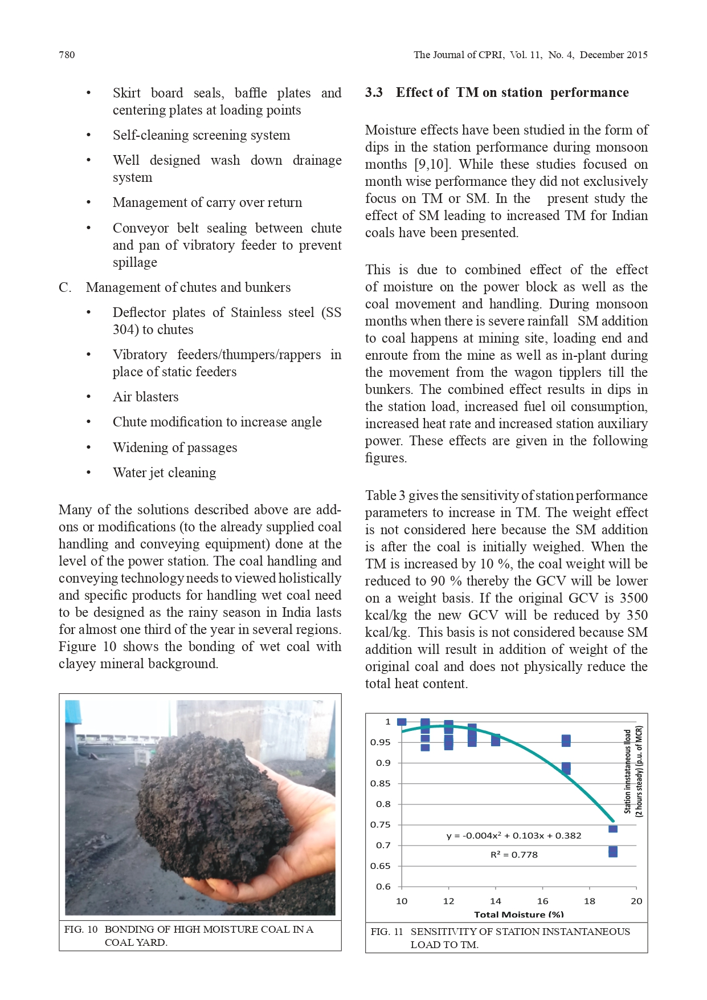 780
The Journal of CPRI, Vol. 11, No. 4, December 2015
• Skirt board seals, baffle plates and
centering plates at loading points
• Self-cleaning screening system
• Well designed wash down drainage
system
• Management of carry over return
• Conveyor belt sealing between chute
and pan of vibratory feeder to prevent
spillage
C. Management of chutes and bunkers
• Deflector plates of Stainless steel (SS
304) to chutes
• Vibratory feeders/thumpers/rappers in
place of static feeders
• Air blasters
• Chute modification to increase angle
• Widening of passages
• Water jet cleaning
Many of the solutions described above are add-
ons or modifications (to the already supplied coal
handling and conveying equipment) done at the
level of the power station. The coal handling and
conveying technology needs to viewed holistically
and specific products for handling wet coal need
to be designed as the rainy season in India lasts
for almost one third of the year in several regions.
Figure 10 shows the bonding of wet coal with
clayey mineral background.
FIG. 10 BONDING OF HIGH MOISTURE COAL IN A
COAL YARD.
3.3 Effect of TM on station performance
Moisture effects have been studied in the form of
dips in the station performance during monsoon
months [9,10]. While these studies focused on
month wise performance they did not exclusively
focus on TM or SM. In the present study the
effect of SM leading to increased TM for Indian
coals have been presented.
This is due to combined effect of the effect
of moisture on the power block as well as the
coal movement and handling. During monsoon
months when there is severe rainfall SM addition
to coal happens at mining site, loading end and
enroute from the mine as well as in-plant during
the movement from the wagon tipplers till the
bunkers. The combined effect results in dips in
the station load, increased fuel oil consumption,
increased heat rate and increased station auxiliary
power. These effects are given in the following
figures.
Table 3 gives the sensitivity of station performance
parameters to increase in TM. The weight effect
is not considered here because the SM addition
is after the coal is initially weighed. When the
TM is increased by 10 %, the coal weight will be
reduced to 90 % thereby the GCV will be lower
on a weight basis. If the original GCV is 3500
kcal/kg the new GCV will be reduced by 350
kcal/kg. This basis is not considered because SM
addition will result in addition of weight of the
original coal and does not physically reduce the
total heat content.
1
0.95
0.9
0.85
0.8
0.75
0.7
0.65
0.6
Station innstataneous lload
(2 hours steady) (p.u. of MCR)
y = -0.004x² + 0.103x + 0.382
R² = 0.778
10 12 14 16 18 20
Total Moisture (%)
FIG. 11 SENSITIVITY OF STATION INSTANTANEOUS
LOAD TO TM.